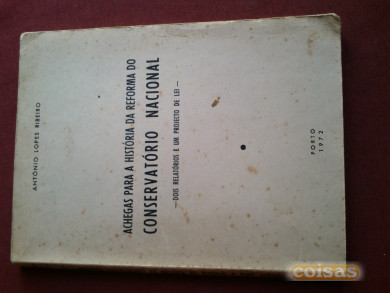 ANTÓNIO LOPES RIBEIRO
ACHEGAS PARA A HISTÓRIA DA REFORMA DO
CONSERVATÓRIO NACIONAL
—DOIS RELATÓRIOS E UM PROJECTO DE LEI—
PORTO
1972
coisas